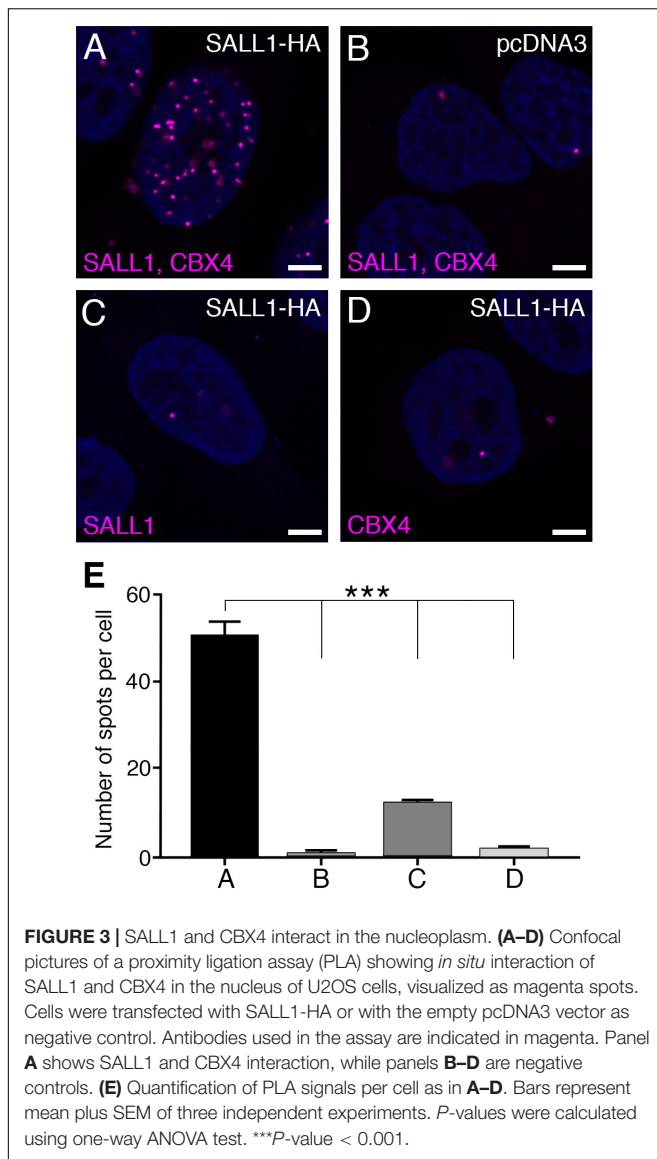 A SALL1-HA
SALL1, CBX4
B pcDNA3
SALL1, CBX4
C SALL1-HA
SALL1
D SALL1-HA
CBX4
E
***
Number of spots per cell
60
40
20
0
A B C D
FIGURE 3 | SALL1 and CBX4 interact in the nucleoplasm. (A–D) Confocal
pictures of a proximity ligation assay (PLA) showing in situ interaction of
SALL1 and CBX4 in the nucleus of U2OS cells, visualized as magenta spots.
Cells were transfected with SALL1-HA or with the empty pcDNA3 vector as
negative control. Antibodies used in the assay are indicated in magenta. Panel
A shows SALL1 and CBX4 interaction, while panels B–D are negative
controls. (E) Quantification of PLA signals per cell as in A–D. Bars represent
mean plus SEM of three independent experiments. P-values were calculated
using one-way ANOVA test. ***P-value < 0.001.